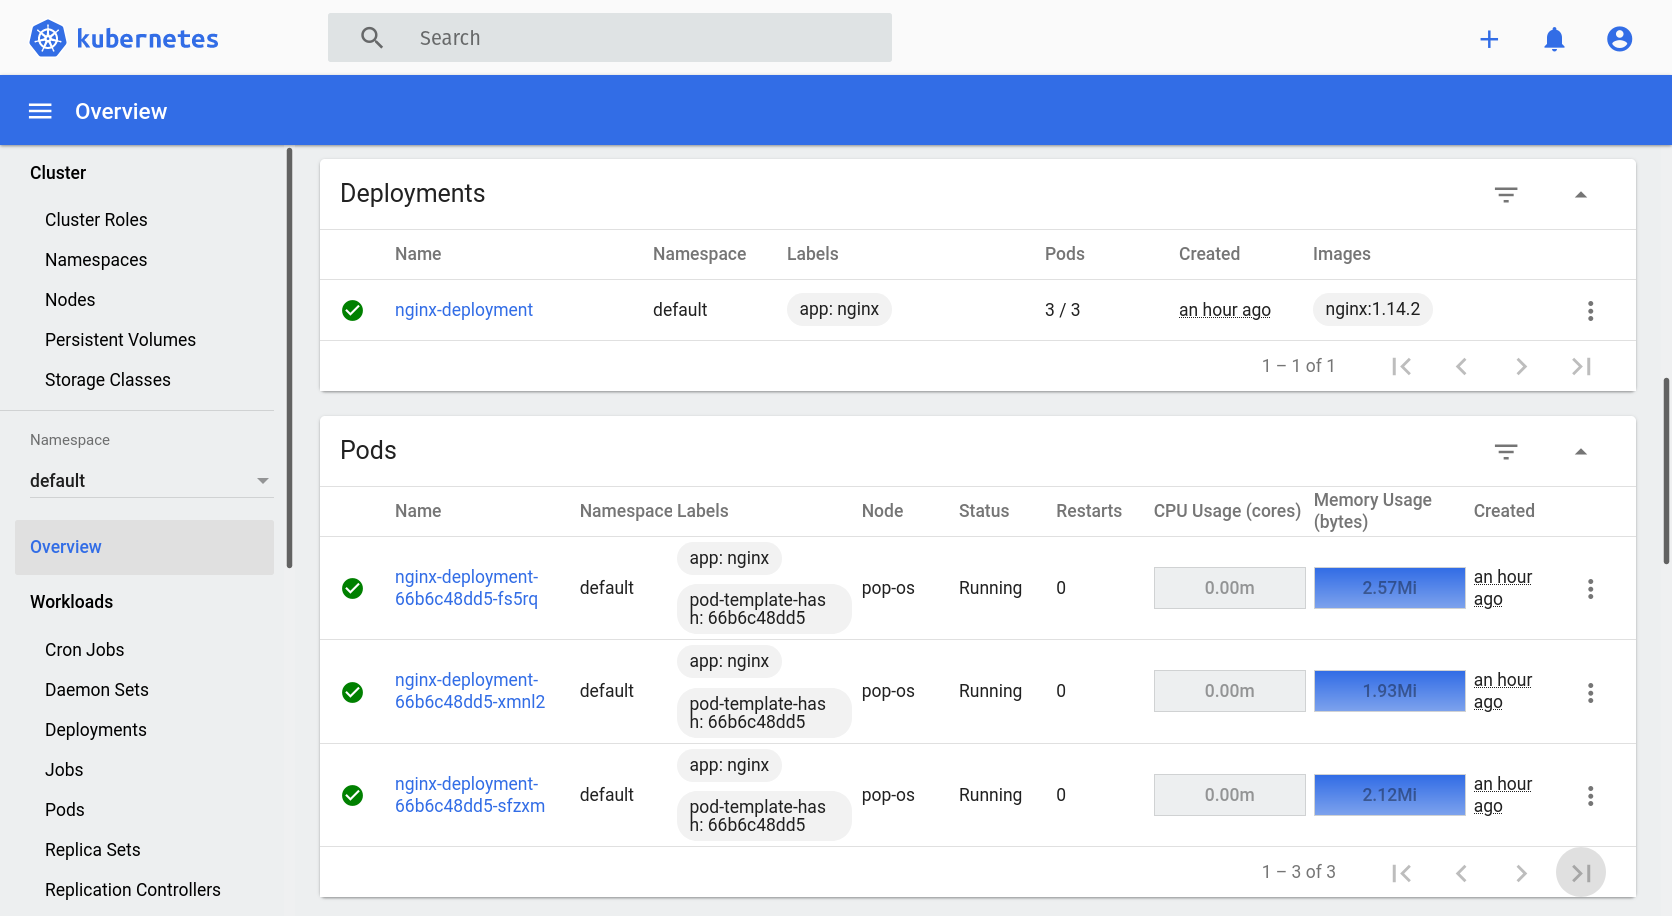 kubernetes
Search
Overview
Cluster
Cluster Roles
Namespaces
Nodes
Persistent Volumes
Storage Classes
Namespace
default
Overview
Workloads
Cron Jobs
Daemon Sets
Deployments
Jobs
Pods
Replica Sets
Replication Controllers
Deployments
Name Namespace Labels Pods Created Images
nginx-deployment default app: nginx 3 / 3 an hour ago nginx:1.14.2
1 – 1 of 1
Pods
Name Namespace Labels Node Status Restarts CPU Usage (cores) Memory Usage
(bytes) Created
app: nginx
nginx-deployment-
66b6c48dd5-fs5rq
default
pod-template-has
h: 66b6c48dd5
pop-os Running 0 0.00m 2.57Mi
an hour
ago
app: nginx
nginx-deployment-
66b6c48dd5-xmnl2
default
pod-template-has
h: 66b6c48dd5
pop-os Running 0 0.00m 1.93Mi
an hour
ago
app: nginx
nginx-deployment-
66b6c48dd5-sfzxm
default
pod-template-has
h: 66b6c48dd5
pop-os Running 0 0.00m 2.12Mi
an hour
ago
1 – 3 of 3